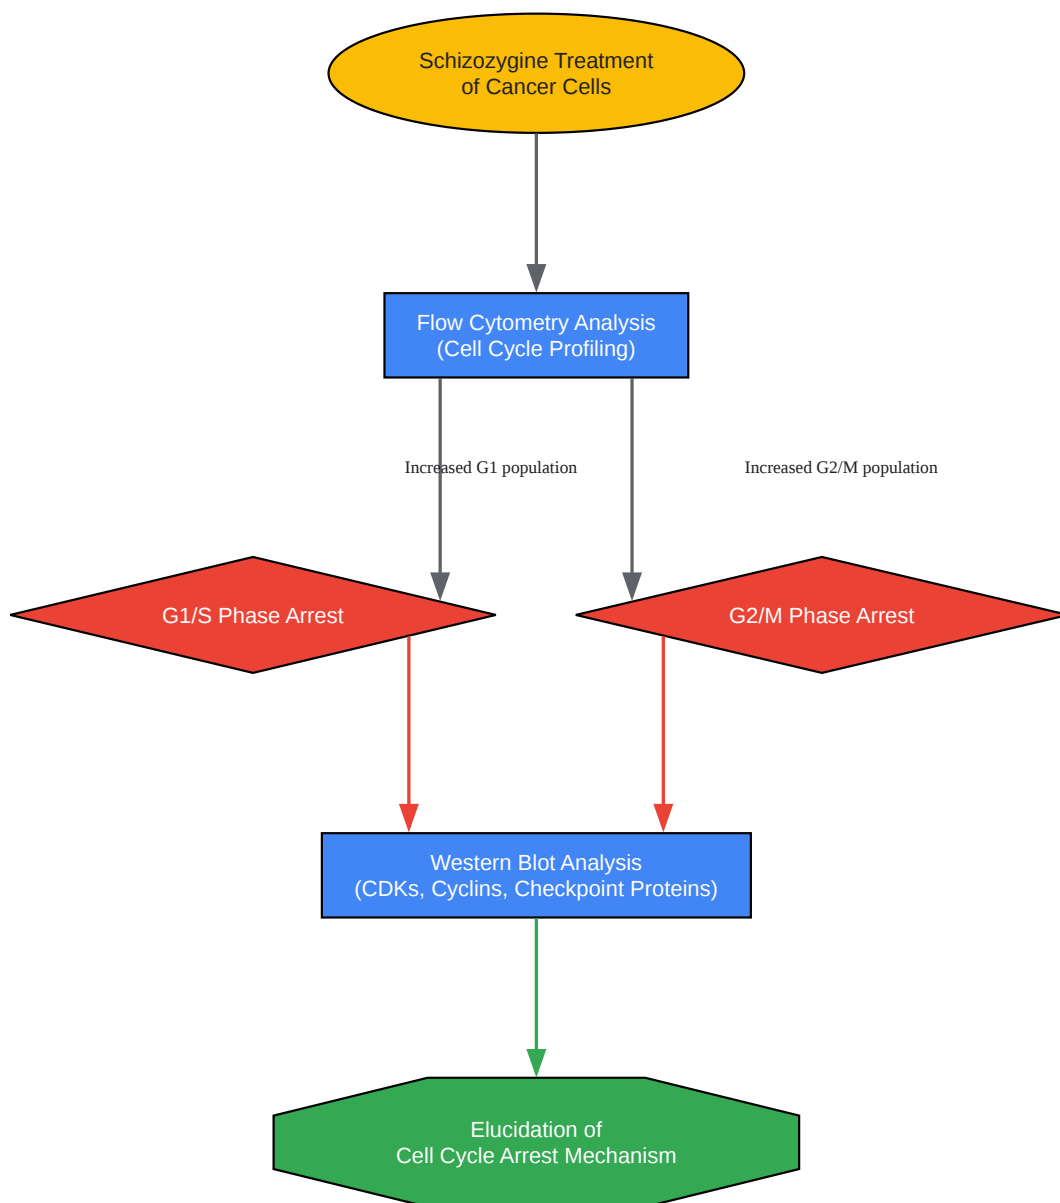 Schizozygine Treatment
of Cancer Cells
Flow Cytometry Analysis
(Cell Cycle Profiling)
Increased G1 population
Increased G2/M population
G1/S Phase Arrest
G2/M Phase Arrest
Western Blot Analysis
(CDKs, Cyclins, Checkpoint Proteins)
Elucidation of
Cell Cycle Arrest Mechanism